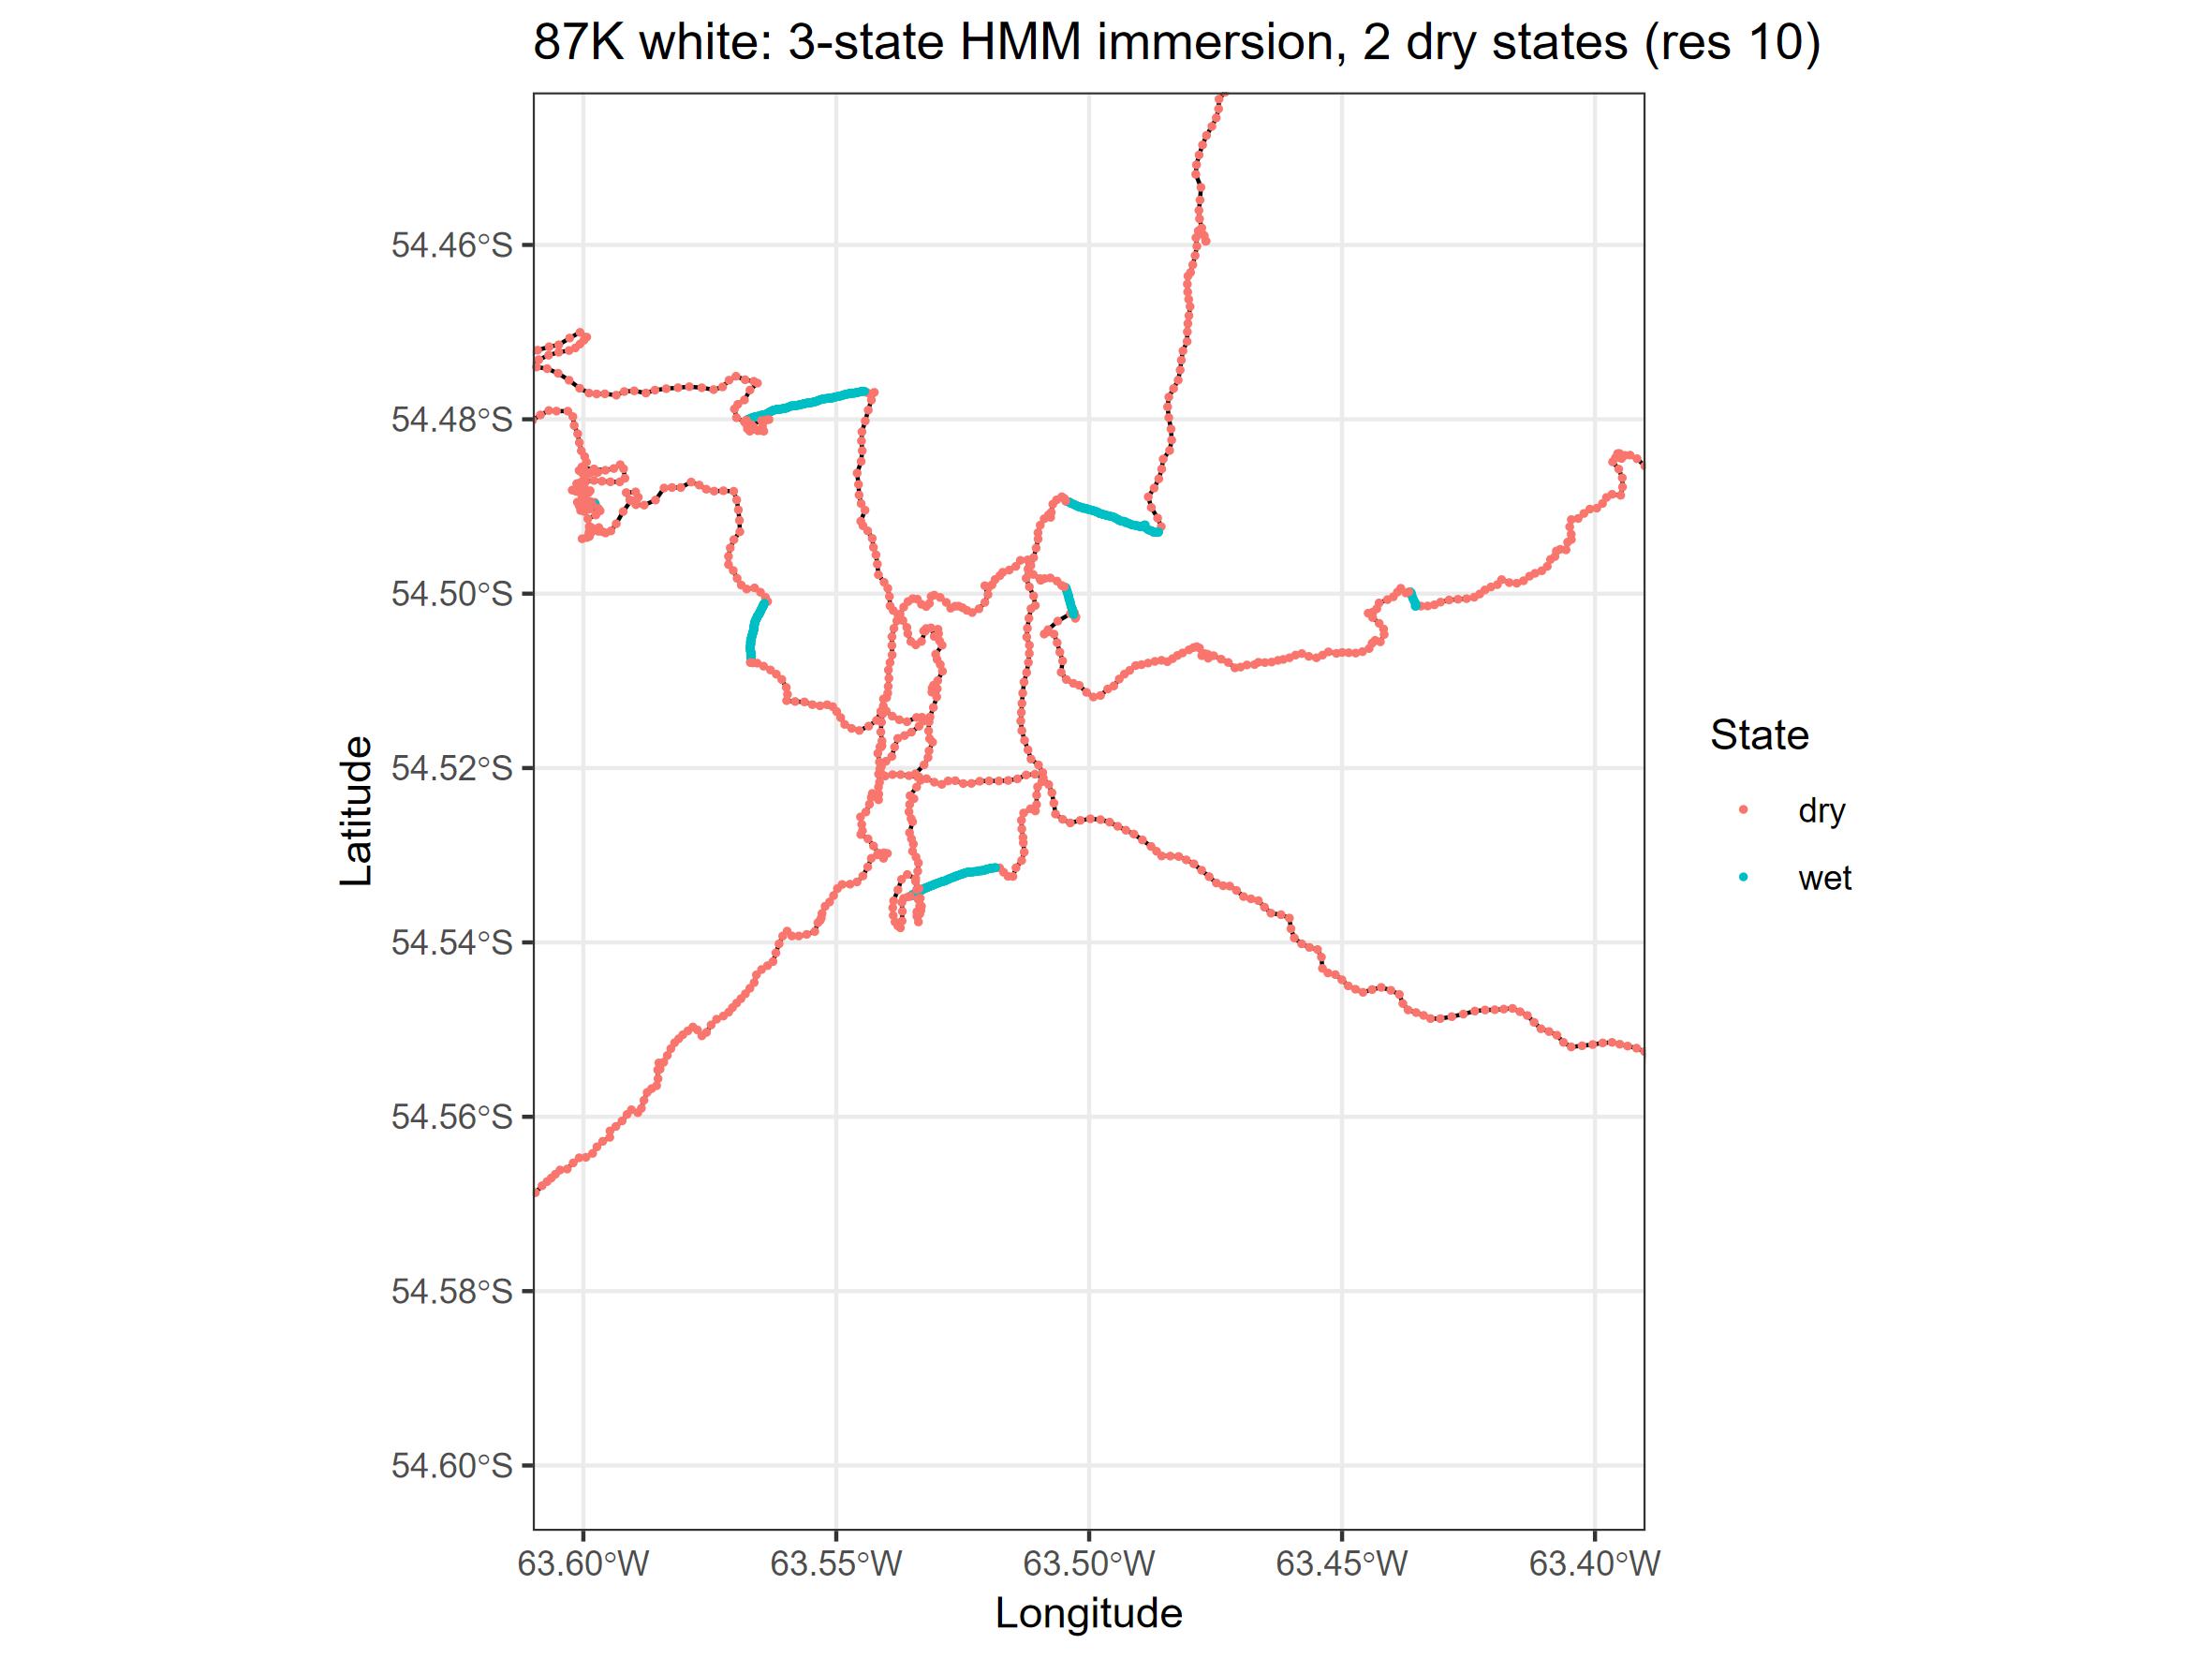 87K white: 3-state HMM immersion, 2 dry states (res 10)
54.46°S
54.48°S
54.50°S
54.52°S
54.54°S
54.56°S
54.58°S
54.60°S
Latitude
63.60°W 63.55°W 63.50°W 63.45°W 63.40°W
Longitude
State
dry
wet